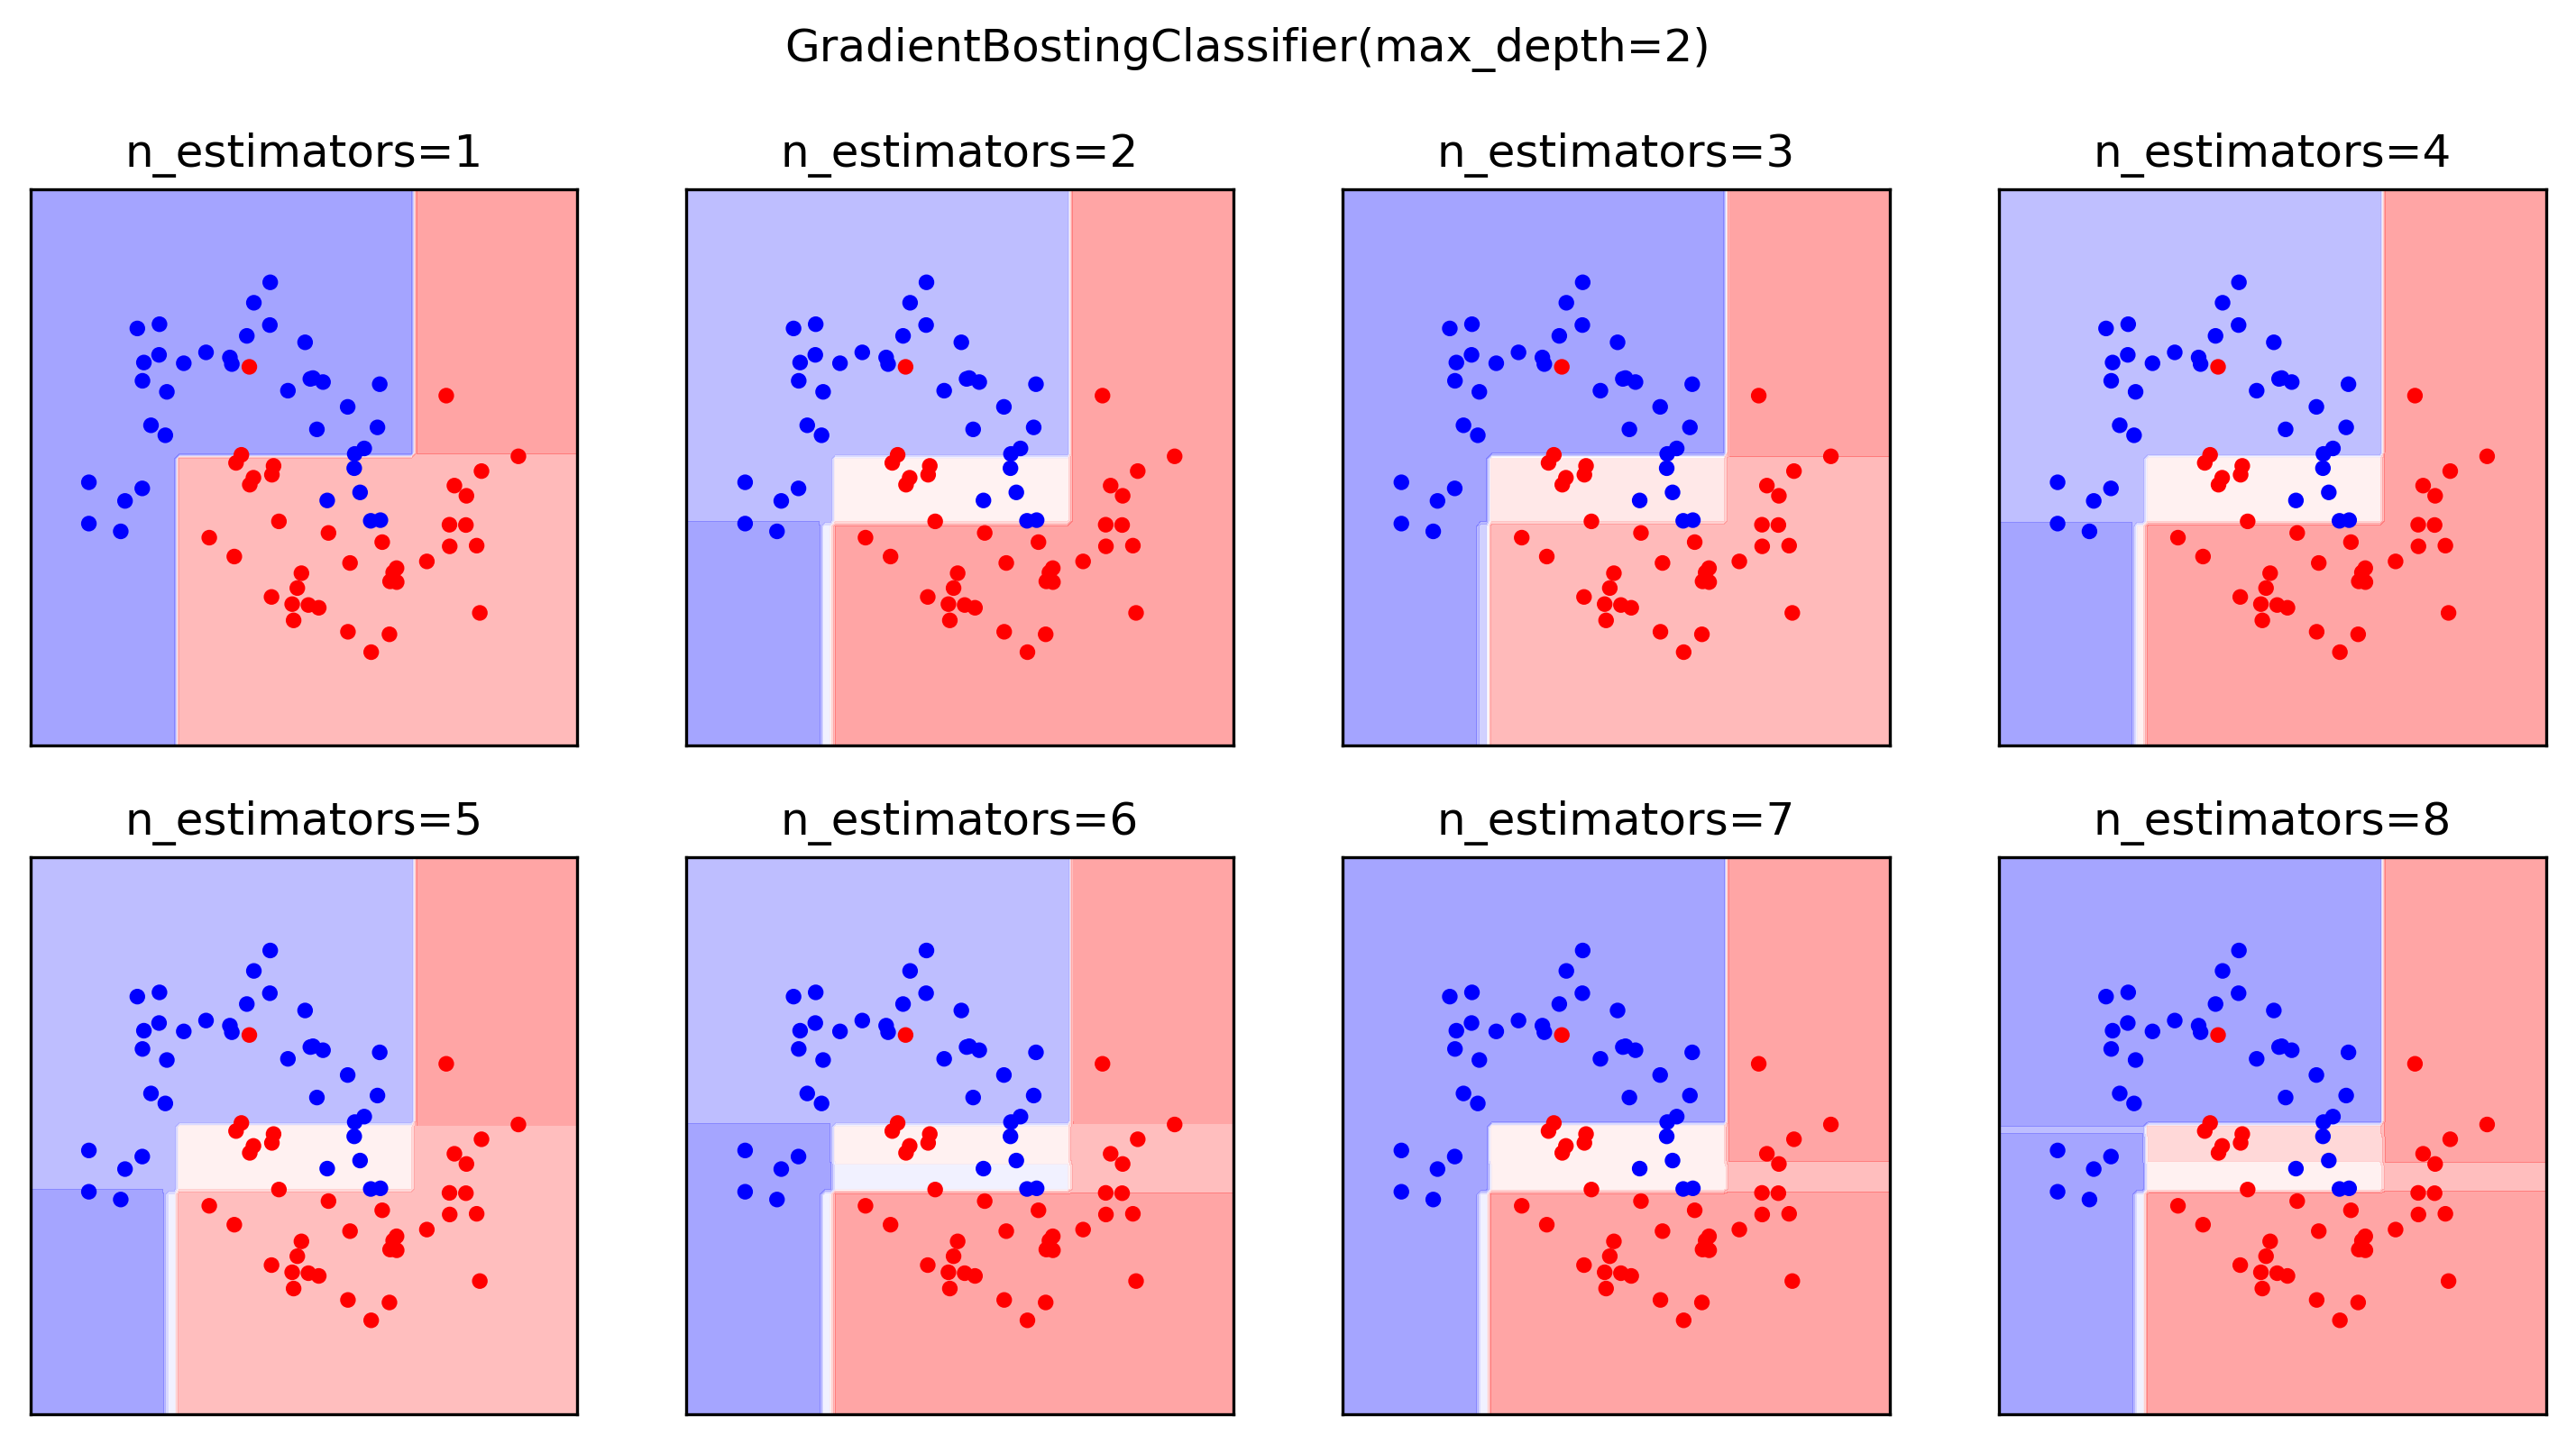 GradientBostingClassifier(max_depth=2)
n_estimators=1
n_estimators=2
n_estimators=3
n_estimators=4
n_estimators=5
n_estimators=6
n_estimators=7
n_estimators=8